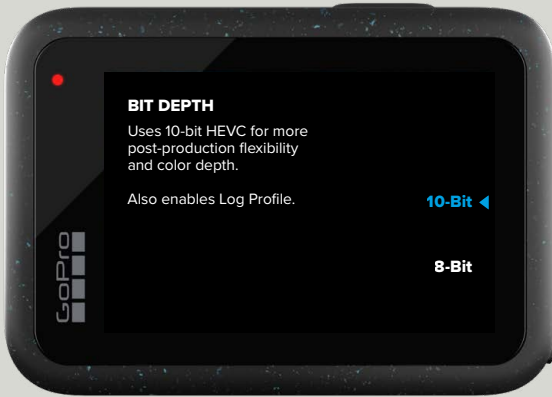 BIT DEPTH
Uses 10-bit HEVC for more
post-production flexibility
and color depth.
Also enables Log Profile.
10-Bit
8-Bit
GoPro